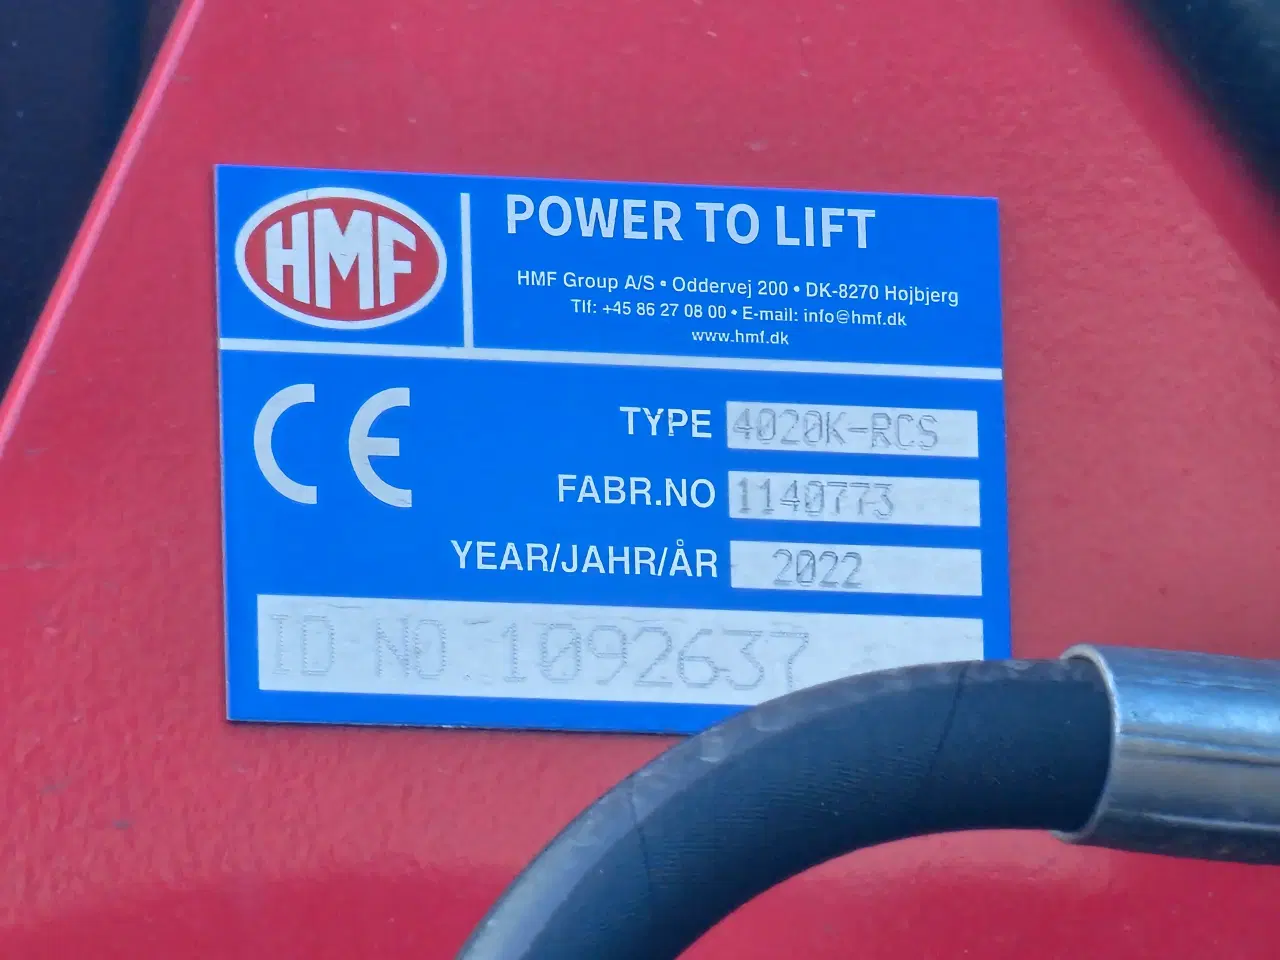 HMF
POWER TO LIFT
HMF Group A/S • Oddervej 200 • DK-8270 Højbjerg
Tlf: +45 86 27 08 00 • E-mail: info@hmf.dk
www.hmf.dk
CE
TYPE 4020K-RCS
FABR.NO 1140773
YEAR/JAHR/ÅR 2022
ID NO. 1092637